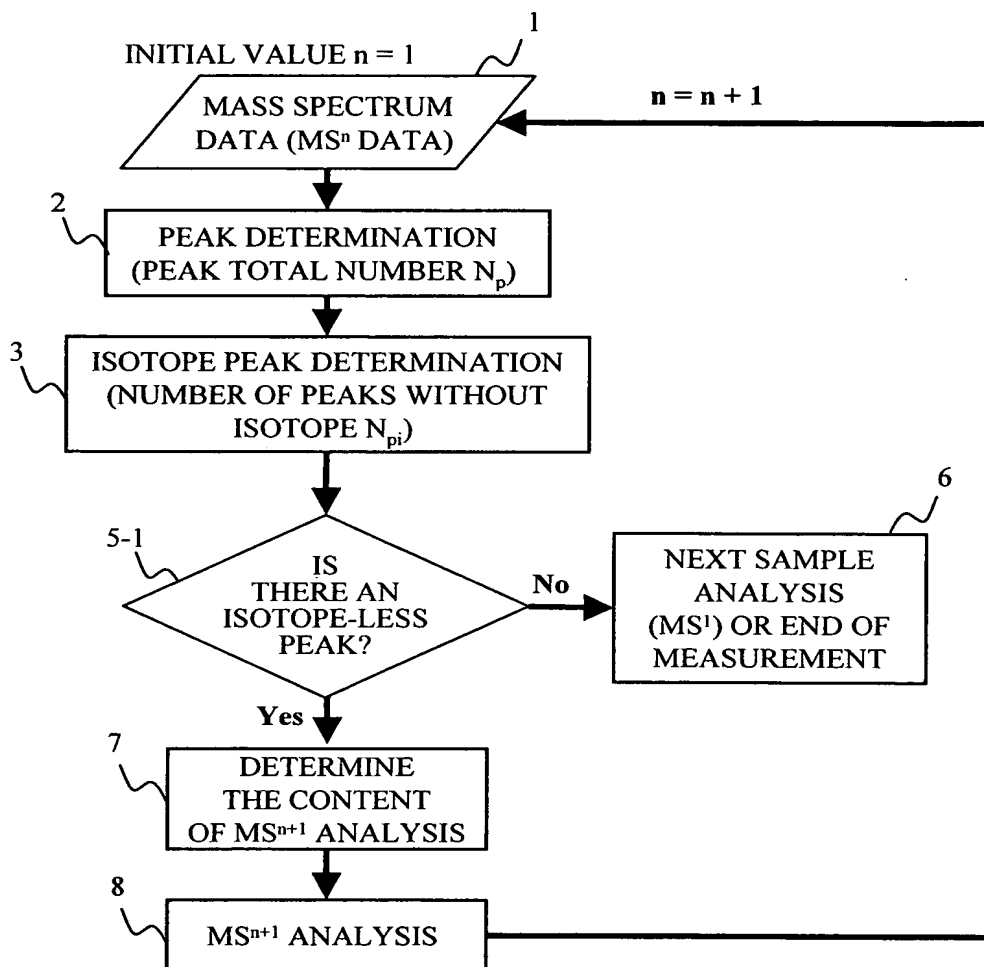 1
INITIAL VALUE n = 1
MASS SPECTRUM
DATA (MSⁿ DATA)
n = n + 1
2
PEAK DETERMINATION
(PEAK TOTAL NUMBER Nₚ)
3
ISOTOPE PEAK DETERMINATION
(NUMBER OF PEAKS WITHOUT
ISOTOPE Nₚᵢ)
5-1
IS
THERE AN
ISOTOPE-LESS
PEAK?
No
6
NEXT SAMPLE
ANALYSIS
(MS¹) OR END OF
MEASUREMENT
Yes
7
DETERMINE
THE CONTENT
OF MSⁿ⁺¹ ANALYSIS
8
MSⁿ⁺¹ ANALYSIS